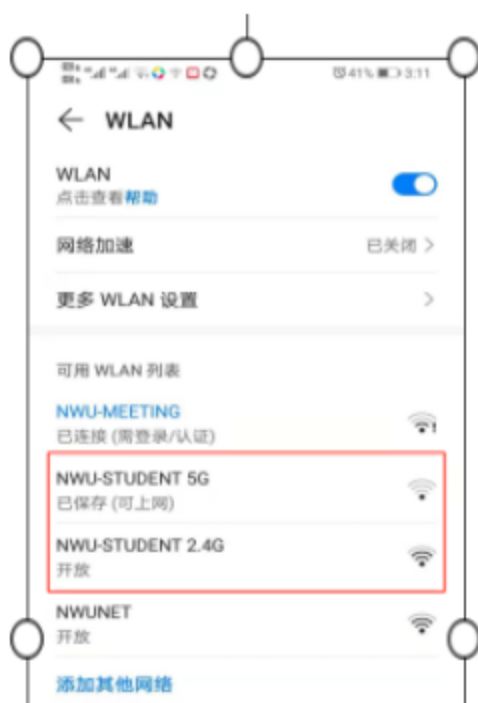 41% 3:11
WLAN
WLAN
点击查看帮助
网络加速 已关闭
更多 WLAN 设置
可用 WLAN 列表
NWU-MEETING
已连接 (需登录/认证)
NWU-STUDENT 5G
已保存 (可上网)
NWU-STUDENT 2.4G
开放
NWUNET
开放
添加其他网络